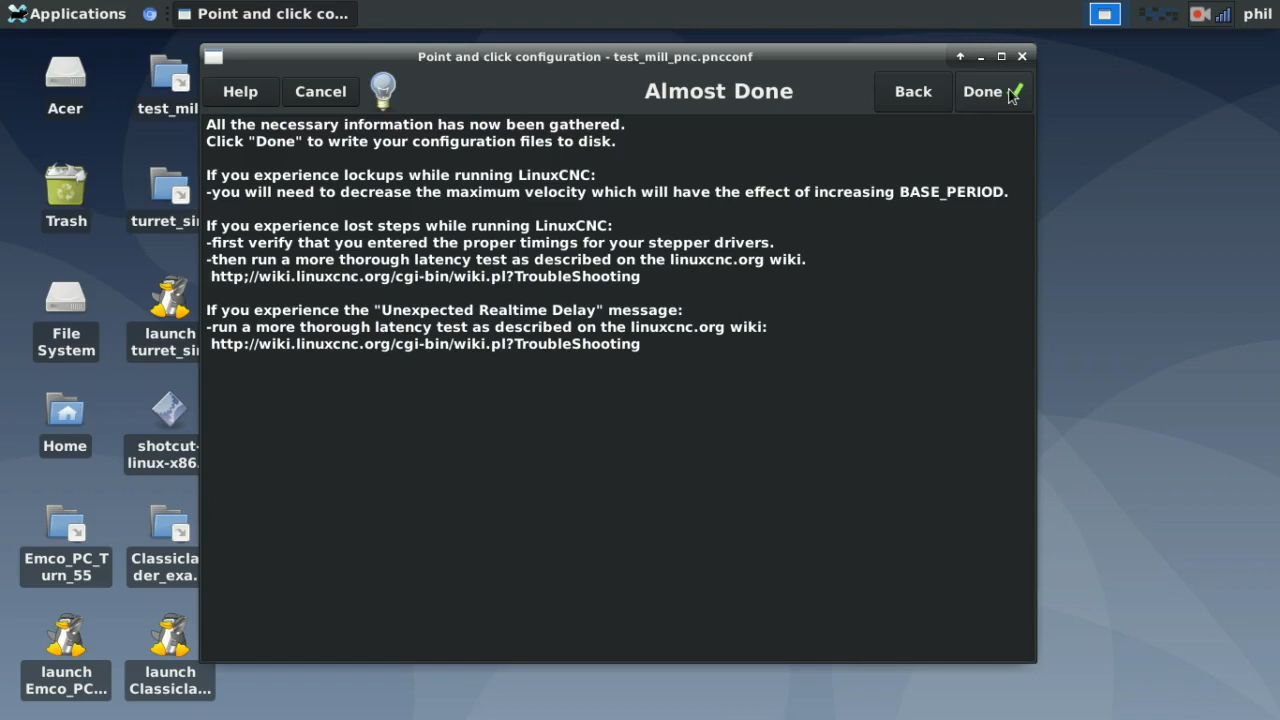 Applications
Point and click co...
phil
Point and click configuration - test_mill_pnc.pncconf
Help
Cancel
Almost Done
Back
Done
All the necessary information has now been gathered.
Click "Done" to write your configuration files to disk.
If you experience lockups while running LinuxCNC:
-you will need to decrease the maximum velocity which will have the effect of increasing BASE_PERIOD.
If you experience lost steps while running LinuxCNC:
-first verify that you entered the proper timings for your stepper drivers.
-then run a more thorough latency test as described on the linuxcnc.org wiki.
http;//wiki.linuxcnc.org/cgi-bin/wiki.pl?TroubleShooting
If you experience the "Unexpected Realtime Delay" message:
-run a more thorough latency test as described on the linuxcnc.org wiki:
http://wiki.linuxcnc.org/cgi-bin/wiki.pl?TroubleShooting
Acer
test_mil
Trash
turret_sir
File
System
launch
turret_sir
Home
shotcut-
linux-x86.
Emco_PC_T
urn_55
Classicla
der_exa.
launch
Emco_PC...
launch
Classicla...